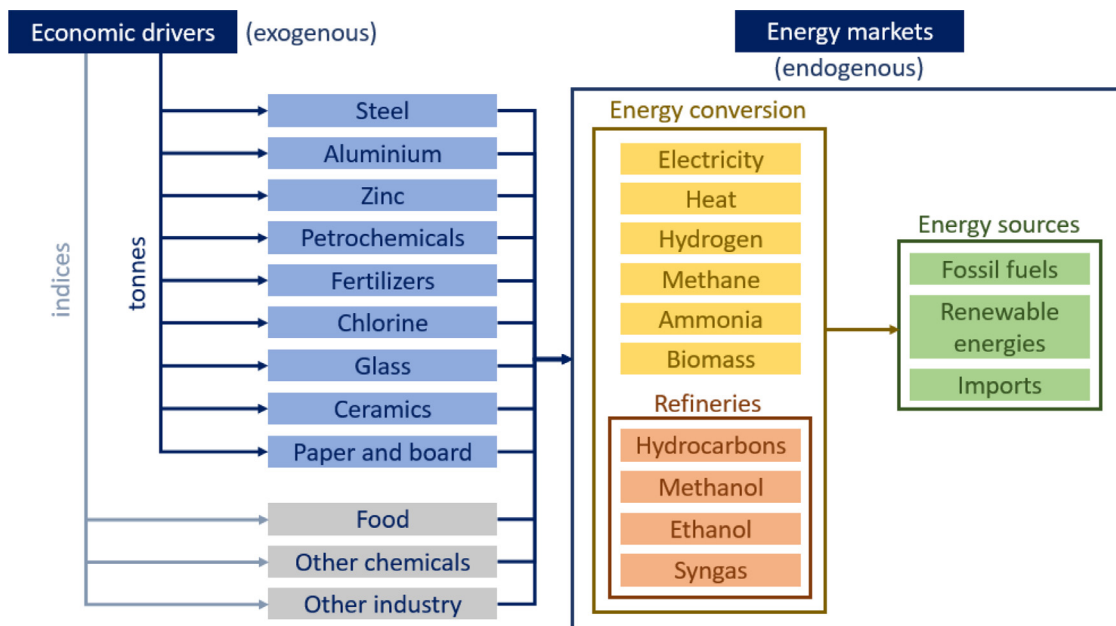 Economic drivers (exogenous)
Energy markets
(endogenous)
indices
tonnes
Steel
Aluminium
Zinc
Petrochemicals
Fertilizers
Chlorine
Glass
Ceramics
Paper and board
Food
Other chemicals
Other industry
Energy conversion
Electricity
Heat
Hydrogen
Methane
Ammonia
Biomass
Refineries
Hydrocarbons
Methanol
Ethanol
Syngas
Energy sources
Fossil fuels
Renewable
energies
Imports